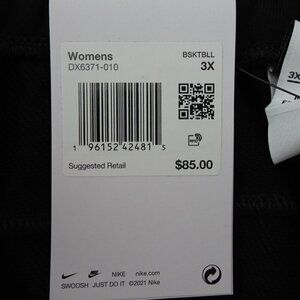 Womens BSKTBLL
DX6371-010 3X
1 96152 42481 5
Suggested Retail $85.00
NIKE nike.com
SWOOSH JUST DO IT ©2021 Nike
3X